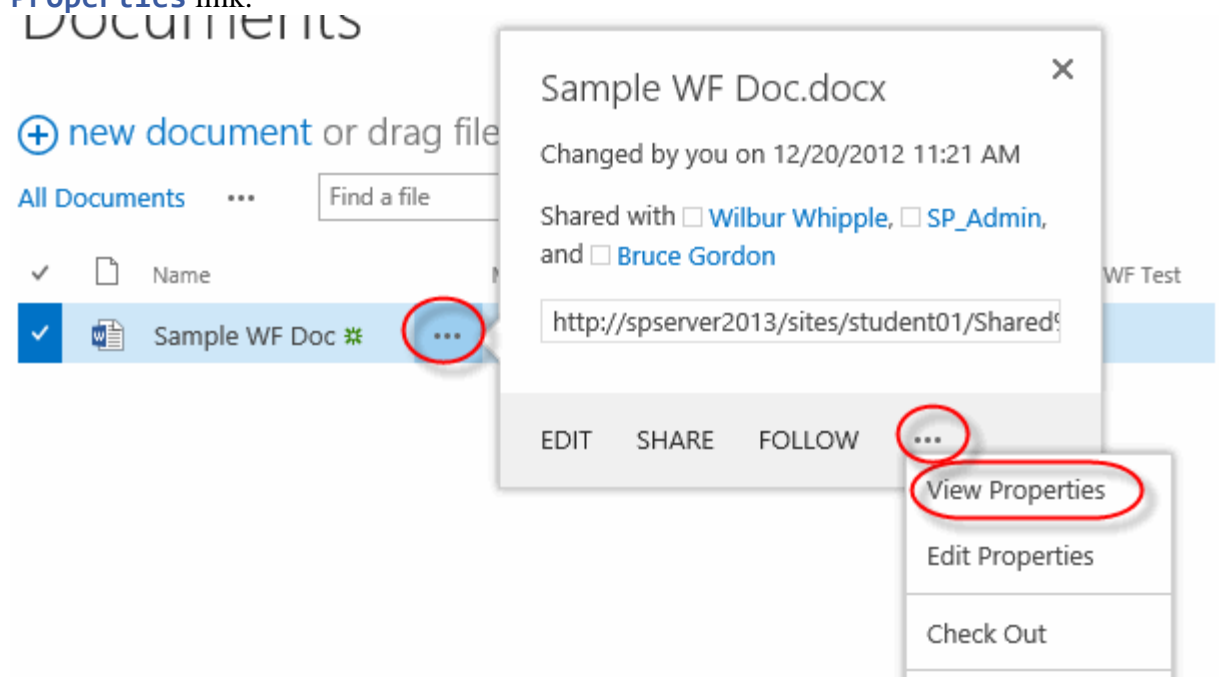 Properties link.
Documents
new document or drag file
All Documents ... Find a file
Name
Sample WF Doc ...
Sample WF Doc.docx
Changed by you on 12/20/2012 11:21 AM
Shared with Wilbur Whipple, SP_Admin,
and Bruce Gordon
http://spserver2013/sites/student01/Shared%
EDIT SHARE FOLLOW ...
WF Test
View Properties
Edit Properties
Check Out